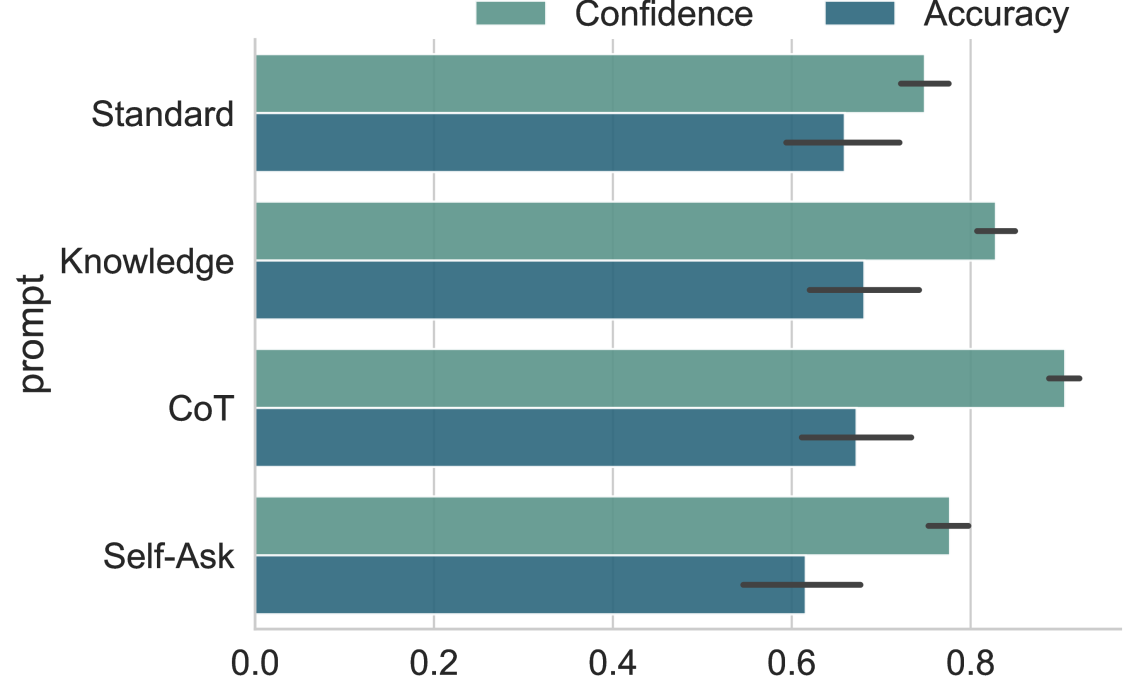 Confidence Accuracy
Standard
Knowledge
CoT
Self-Ask
prompt
0.0 0.2 0.4 0.6 0.8